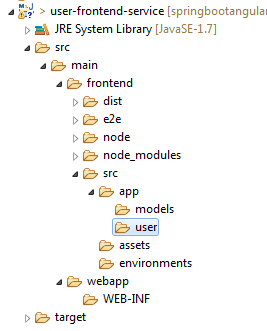 > user-frontend-service [springbootangular
JRE System Library [JavaSE-1.7]
src
main
frontend
dist
e2e
node
node_modules
src
app
models
user
assets
environments
webapp
WEB-INF
target